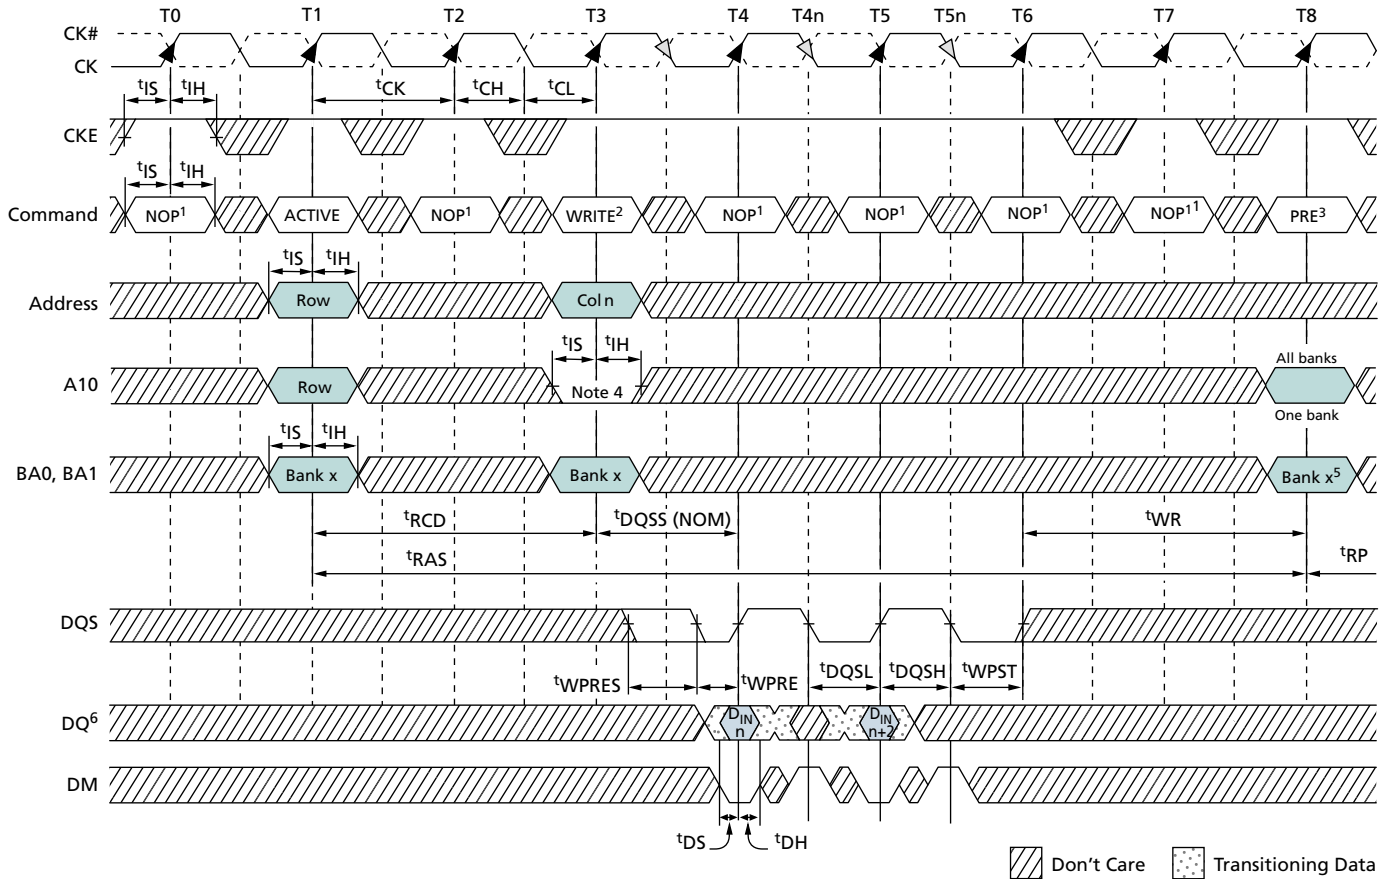 T0 T1 T2 T3 T4 T4n T5 T5n T6 T7 T8
CK#
CK
tIS tIH tCK tCH tCL
CKE
tIS tIH
Command NOP1 ACTIVE NOP1 WRITE2 NOP1 NOP1 NOP1 NOP11 PRE3
tIS tIH
Address Row Col n
tIS tIH
All banks
A10 Row Note 4
One bank
tIS tIH
BA0, BA1 Bank x Bank x Bank x5
tRCD tDQSS (NOM) tWR
tRAS tRP
DQS
tWPRES tWPRE tDQSL tDQSH tWPST
DQ6 DIN n DIN n+2
DM
tDS tDH
Don't Care Transitioning Data